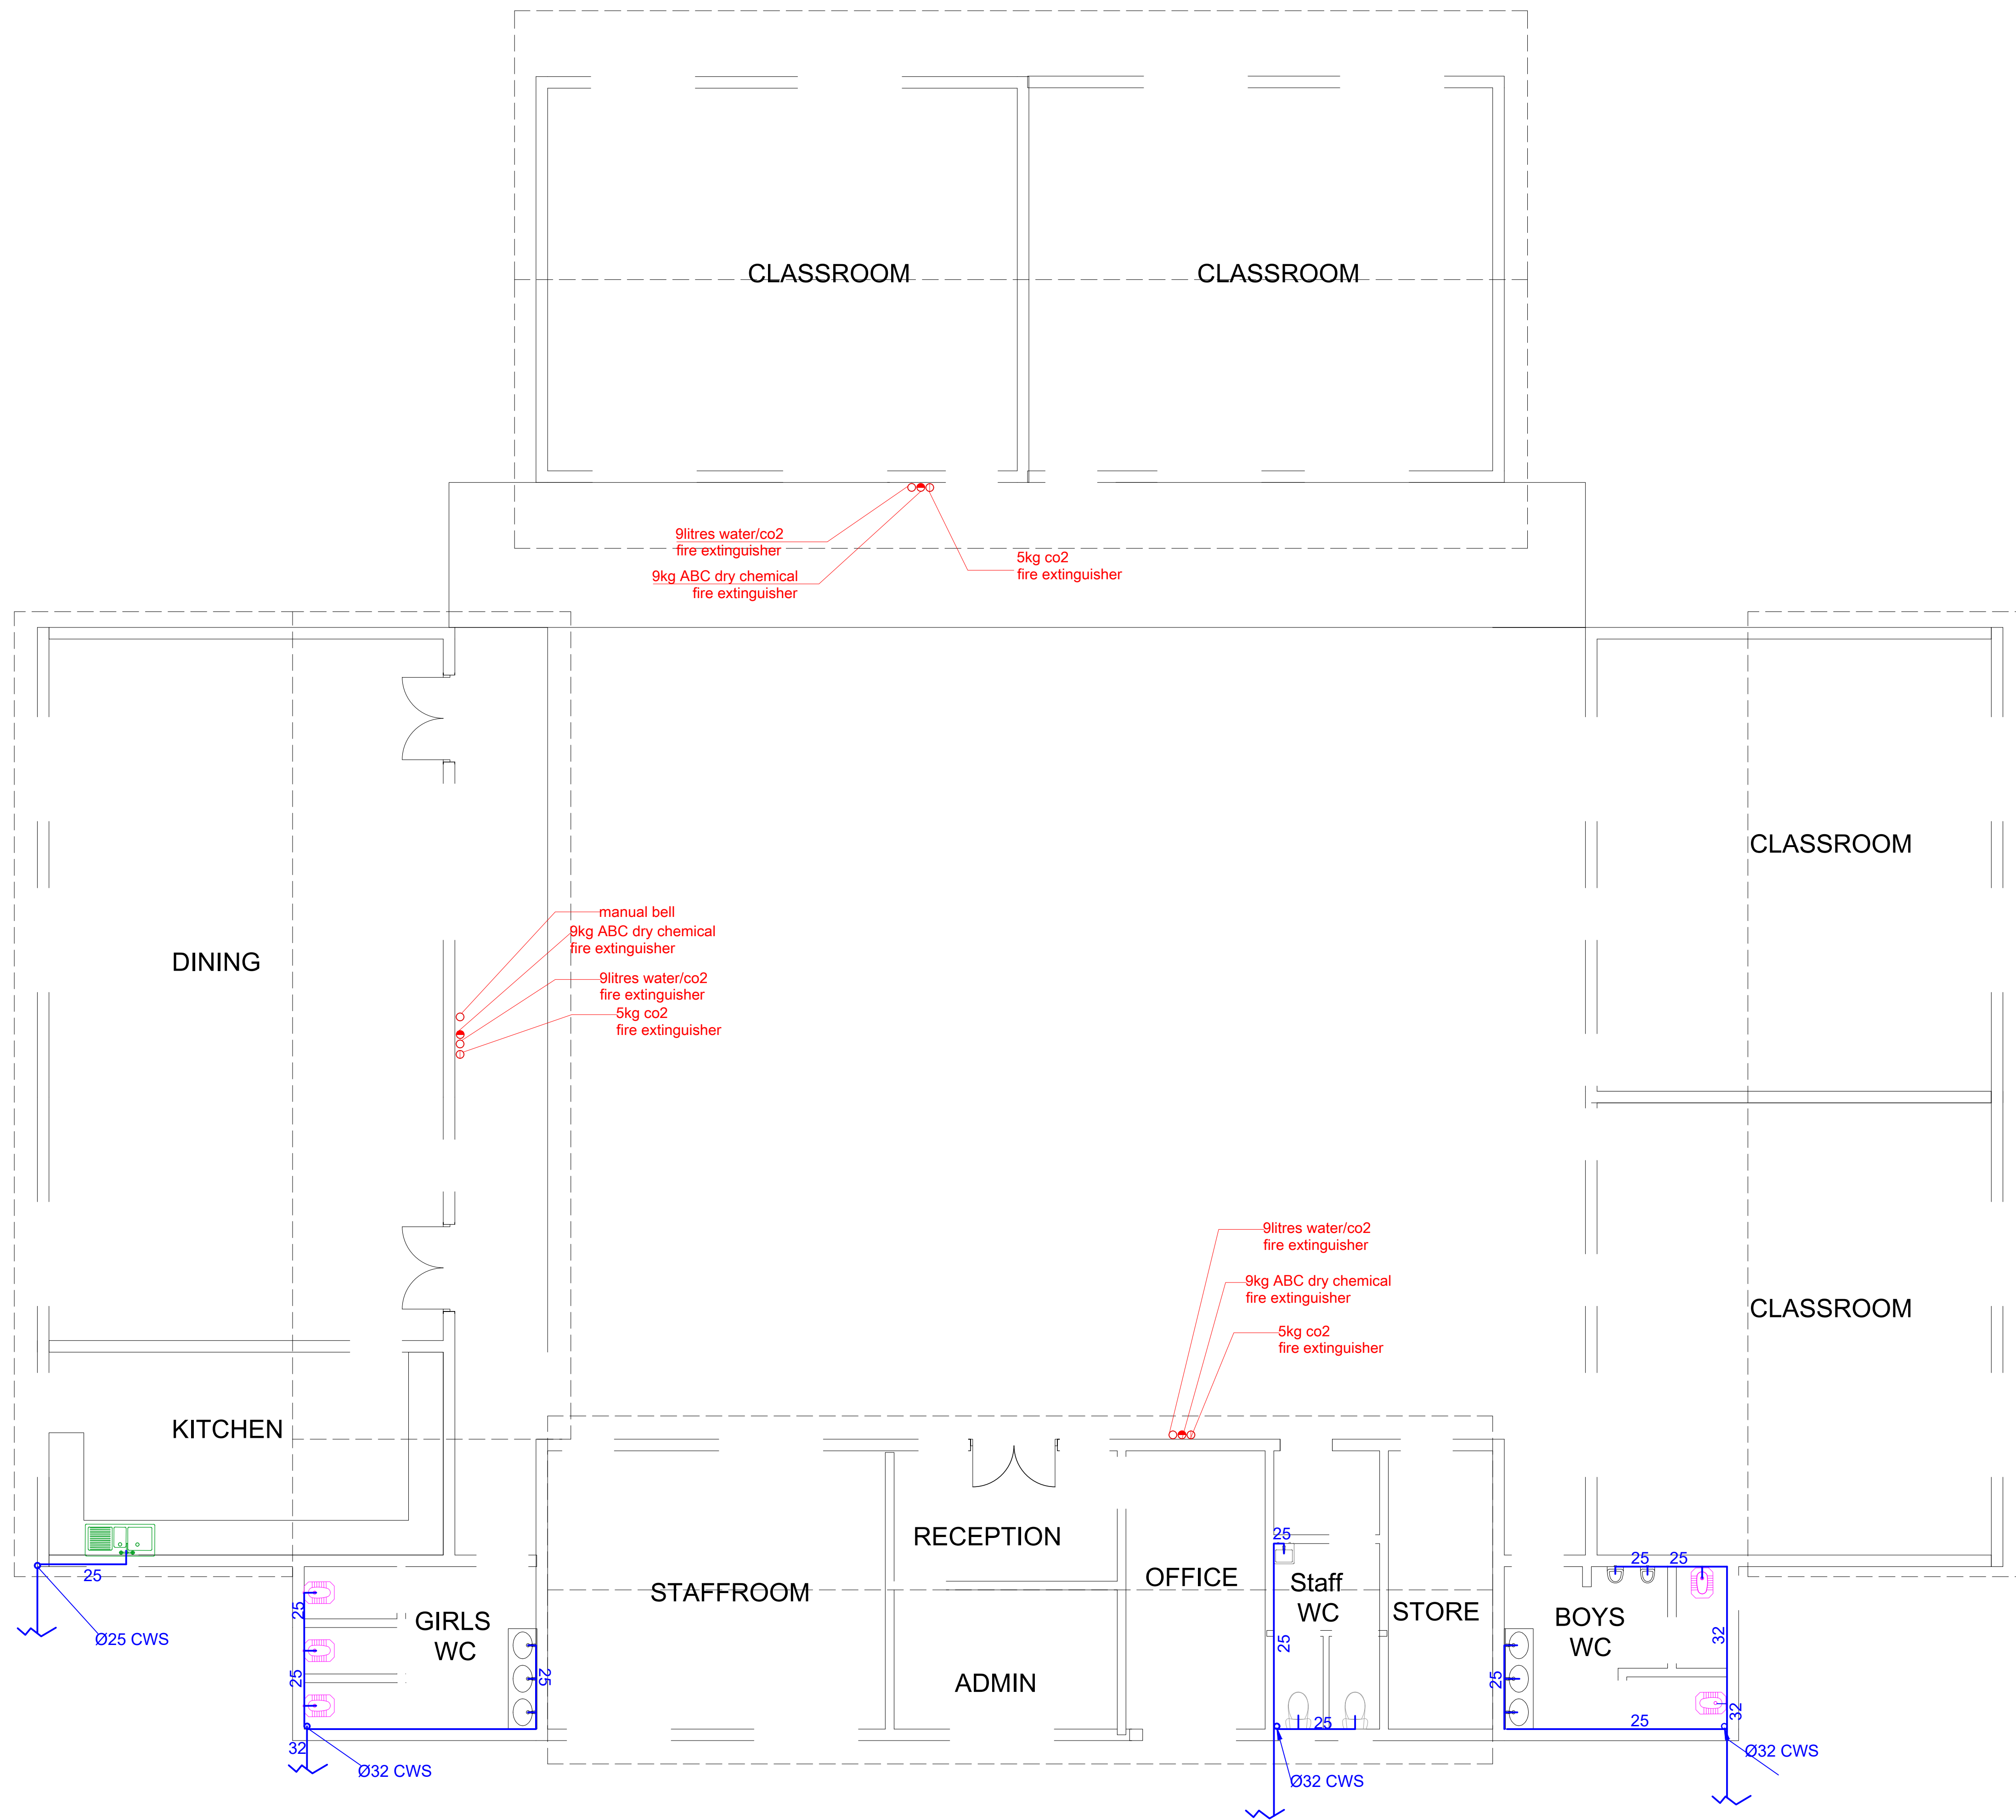 CLASSROOM
CLASSROOM
9litres water/co2
fire extinguisher
9kg ABC dry chemical
fire extinguisher
5kg co2
fire extinguisher
CLASSROOM
manual bell
9kg ABC dry chemical
fire extinguisher
9litres water/co2
fire extinguisher
5kg co2
fire extinguisher
DINING
9litres water/co2
fire extinguisher
9kg ABC dry chemical
fire extinguisher
5kg co2
fire extinguisher
CLASSROOM
KITCHEN
25
Ø25 CWS
25
25
GIRLS
WC
25
32
Ø32 CWS
STAFFROOM
RECEPTION
ADMIN
OFFICE
25
Staff
WC
25
25
Ø32 CWS
STORE
25
25
BOYS
WC
32
25
32
25
Ø32 CWS